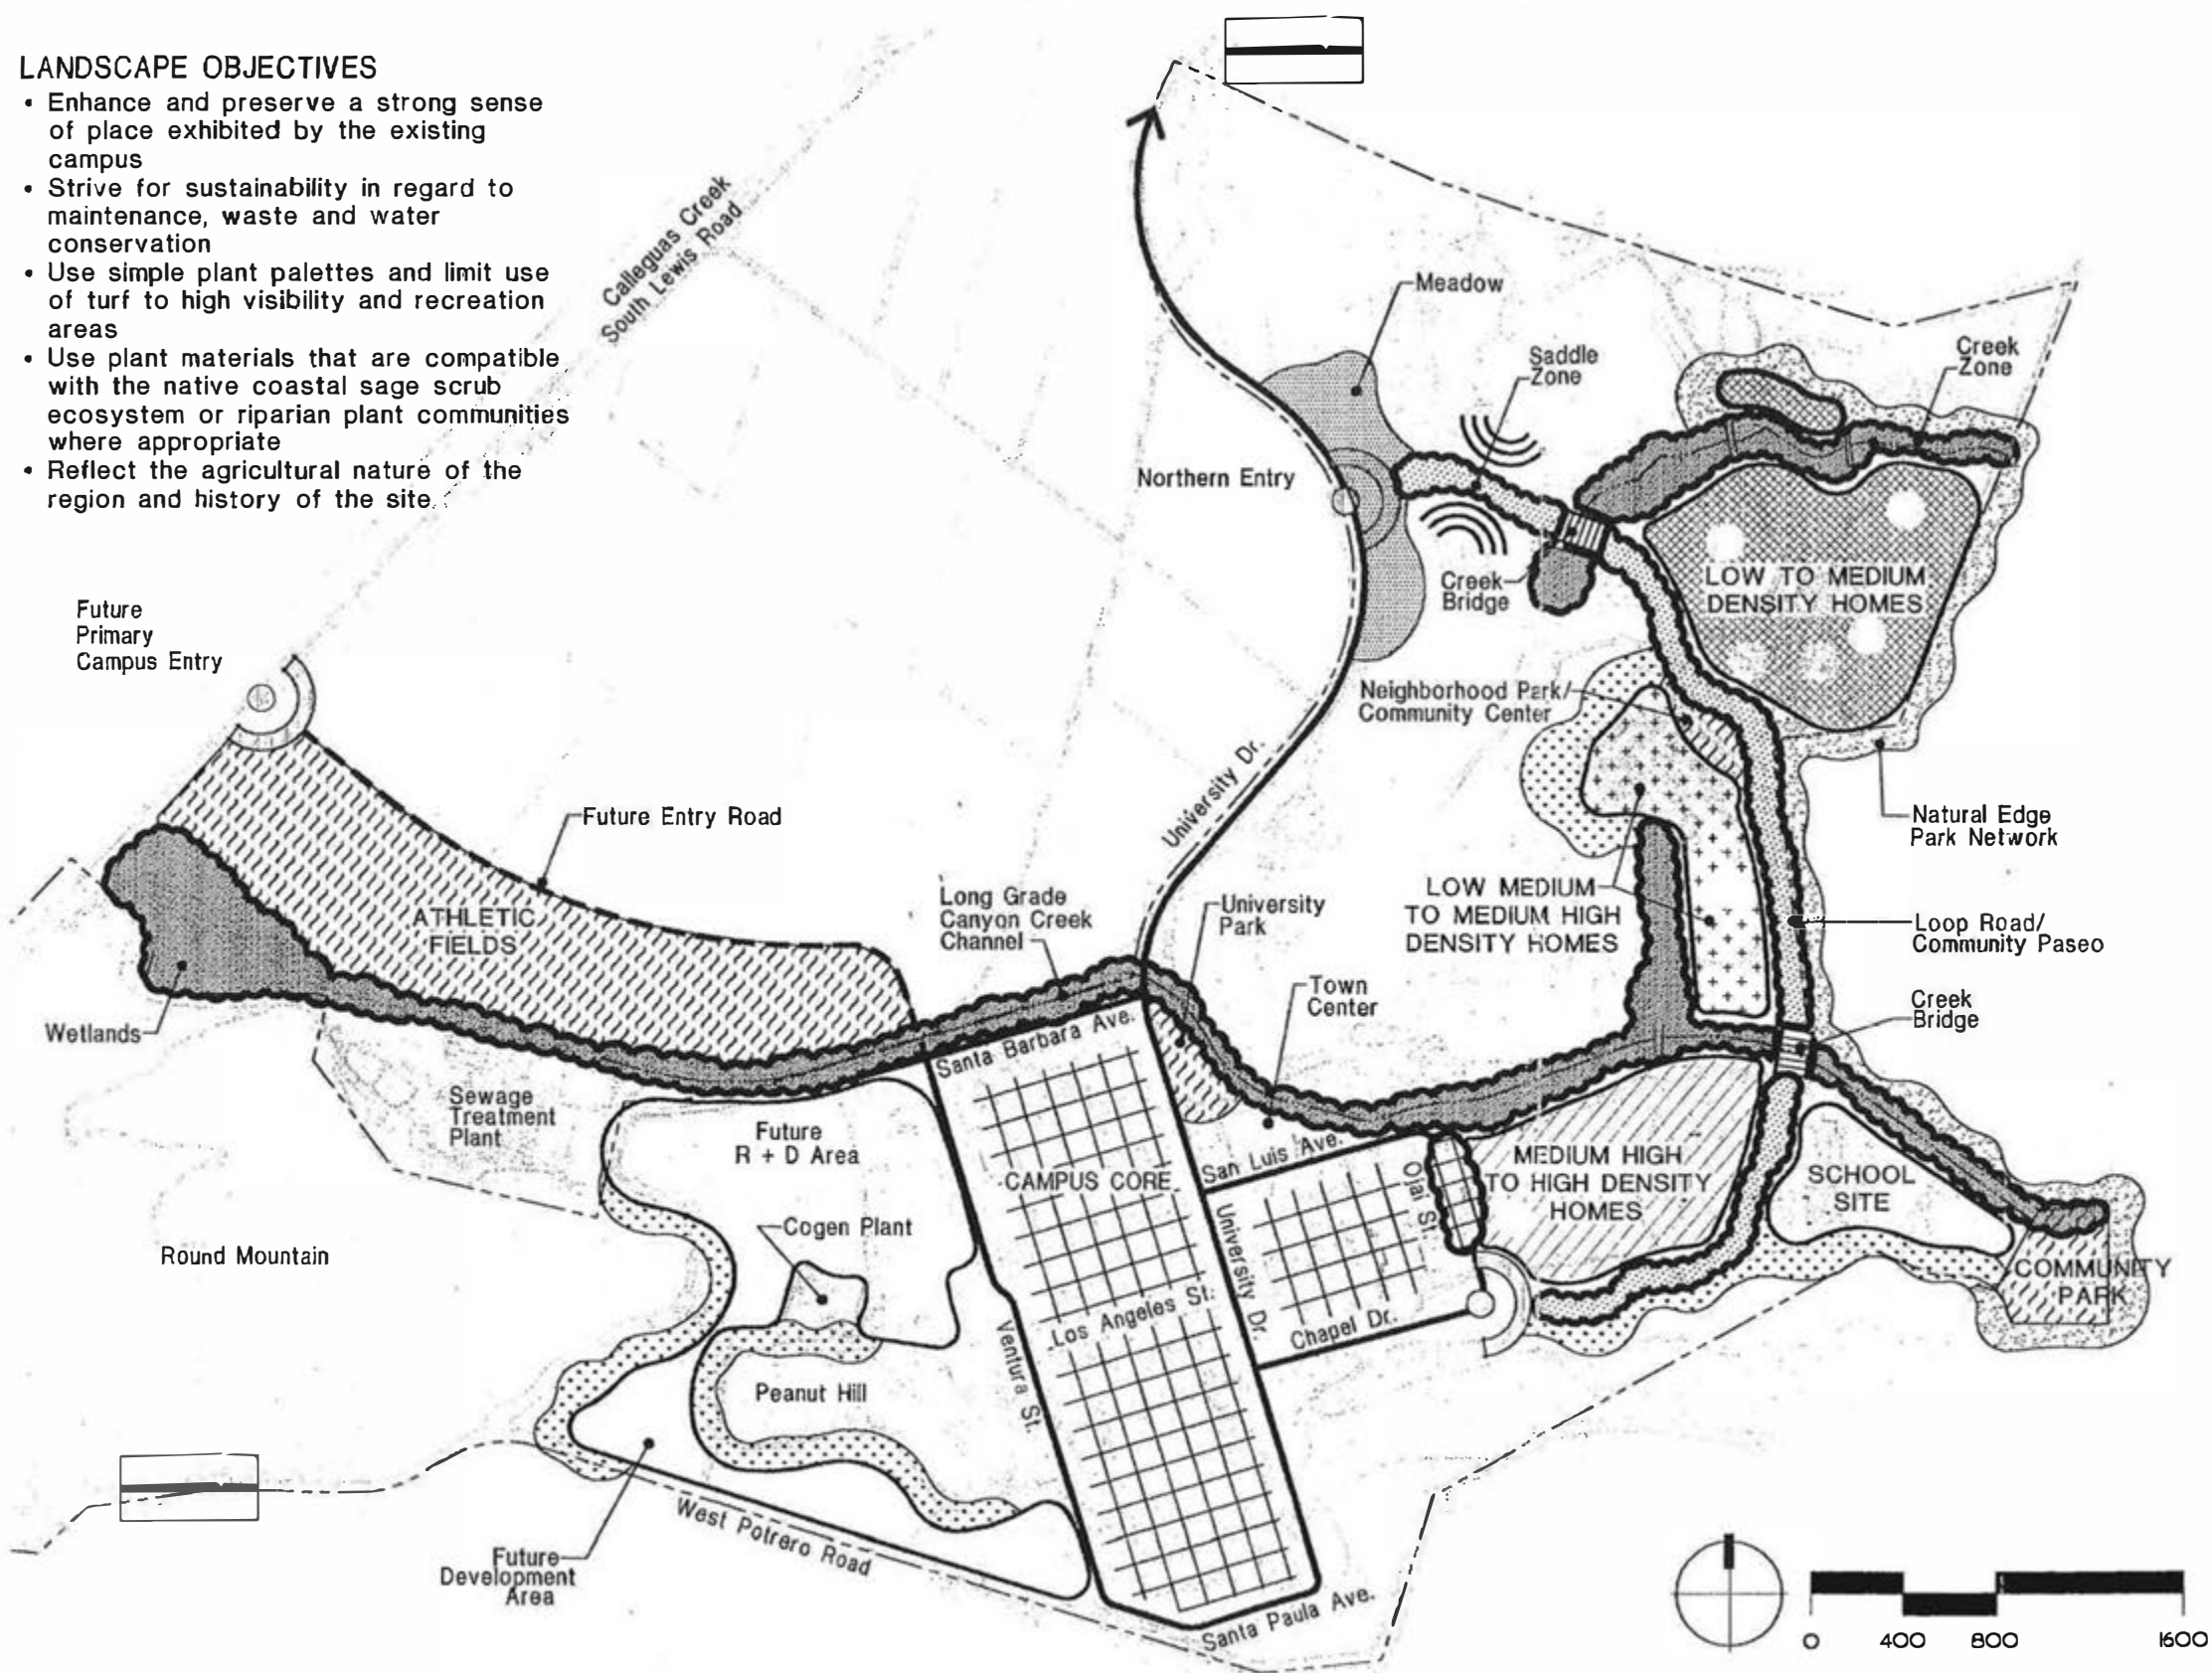 LANDSCAPE OBJECTIVES
• Enhance and preserve a strong sense
of place exhibited by the existing
campus
• Strive for sustainability in regard to
maintenance, waste and water
conservation
• Use simple plant palettes and limit use
of turf to high visibility and recreation
areas
• Use plant materials that are compatible
with the native coastal sage scrub
ecosystem or riparian plant communities
where appropriate
• Reflect the agricultural nature of the
region and history of the site.
Calleguas Creek
South Lewis Road
Meadow
Saddle
Zone
Creek
Zone
Northern Entry
Creek
Bridge
LOW TO MEDIUM
DENSITY HOMES
Future
Primary
Campus Entry
Neighborhood Park/
Community Center
University Dr.
Future Entry Road
Natural Edge
Park Network
ATHLETIC
FIELDS
Long Grade
Canyon Creek
Channel
University
Park
LOW MEDIUM
TO MEDIUM HIGH
DENSITY HOMES
Loop Road/
Community Paseo
Town
Center
Creek
Bridge
Wetlands
Santa Barbara Ave.
Sewage
Treatment
Plant
Future
R + D Area
CAMPUS CORE
San Luis Ave.
Ojai St.
MEDIUM HIGH
TO HIGH DENSITY
HOMES
SCHOOL
SITE
Cogen Plant
Round Mountain
University Dr.
COMMUNITY
PARK
Los Angeles St.
Chapel Dr.
Ventura St.
Peanut Hill
West Potrero Road
Future
Development
Area
Santa Paula Ave.
0 400 800 1600